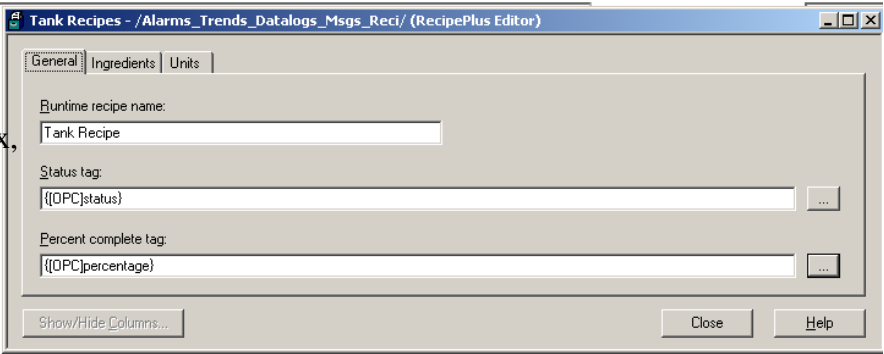 Tank Recipes - /Alarms_Trends_Datalogs_Msgs_Reci/ (RecipePlus Editor)
General Ingredients Units
Runtime recipe name:
x,
Tank Recipe
Status tag:
{[OPC]status}
...
Percent complete tag:
{[OPC]percentage}
...
Show/Hide Columns...
Close
Help